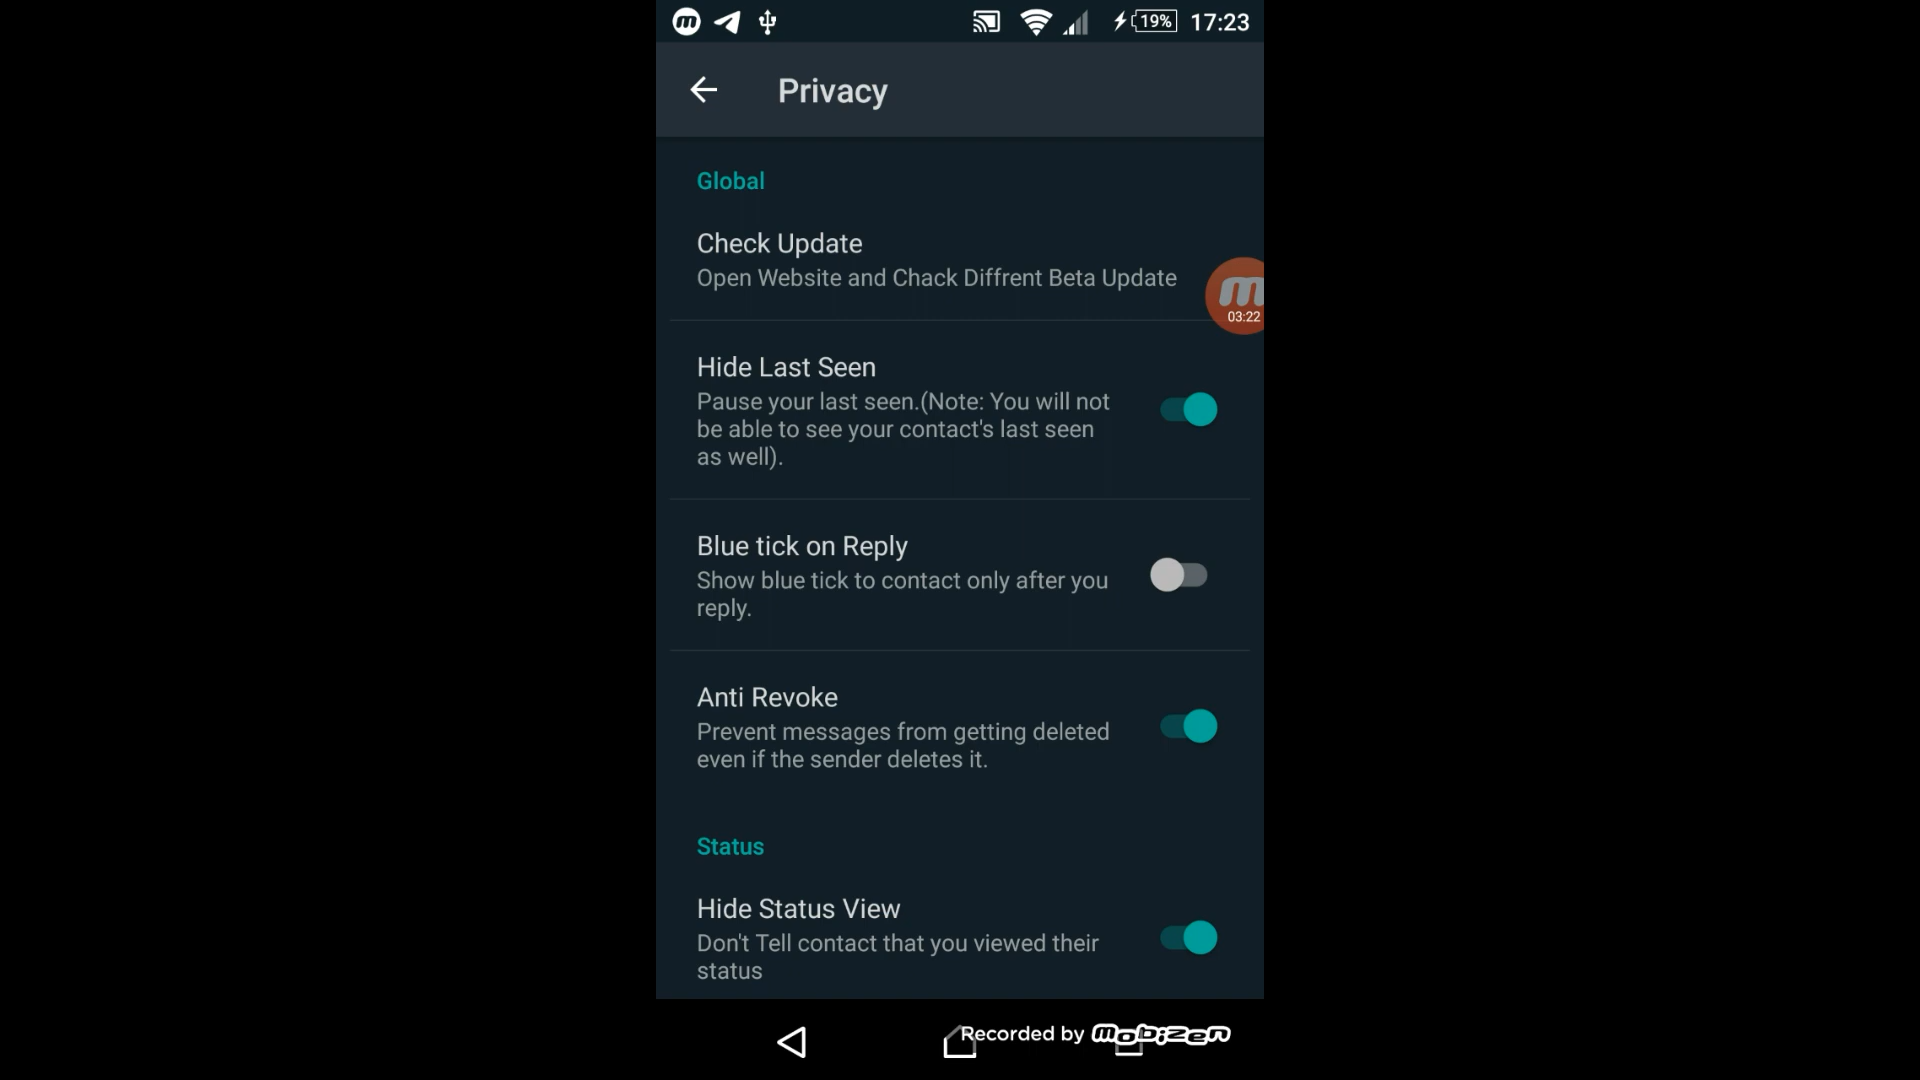 19% 17:23
Privacy
Global
Check Update
Open Website and Chack Diffrent Beta Update
03:22
Hide Last Seen
Pause your last seen.(Note: You will not
be able to see your contact's last seen
as well).
Blue tick on Reply
Show blue tick to contact only after you
reply.
Anti Revoke
Prevent messages from getting deleted
even if the sender deletes it.
Status
Hide Status View
Don't Tell contact that you viewed their
status
Recorded by mobizen